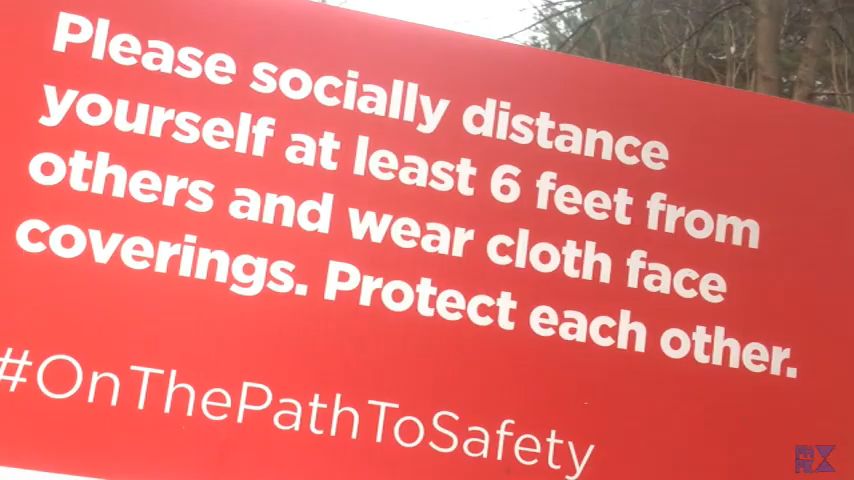 Please socially distance
yourself at least 6 feet from
others and wear cloth face
coverings. Protect each other.
#OnThePathToSafety